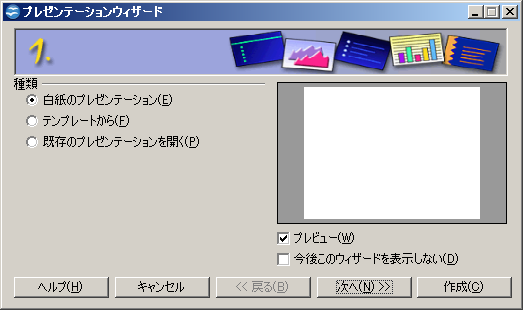 プレゼンテーションウィザード
1.
種類
白紙のプレゼンテーション(E)
テンプレートから(F)
既存のプレゼンテーションを開く(P)
プレビュー(W)
今後このウィザードを表示しない(D)
ヘルプ(H) キャンセル << 戻る(B) 次へ(N) >> 作成(C)